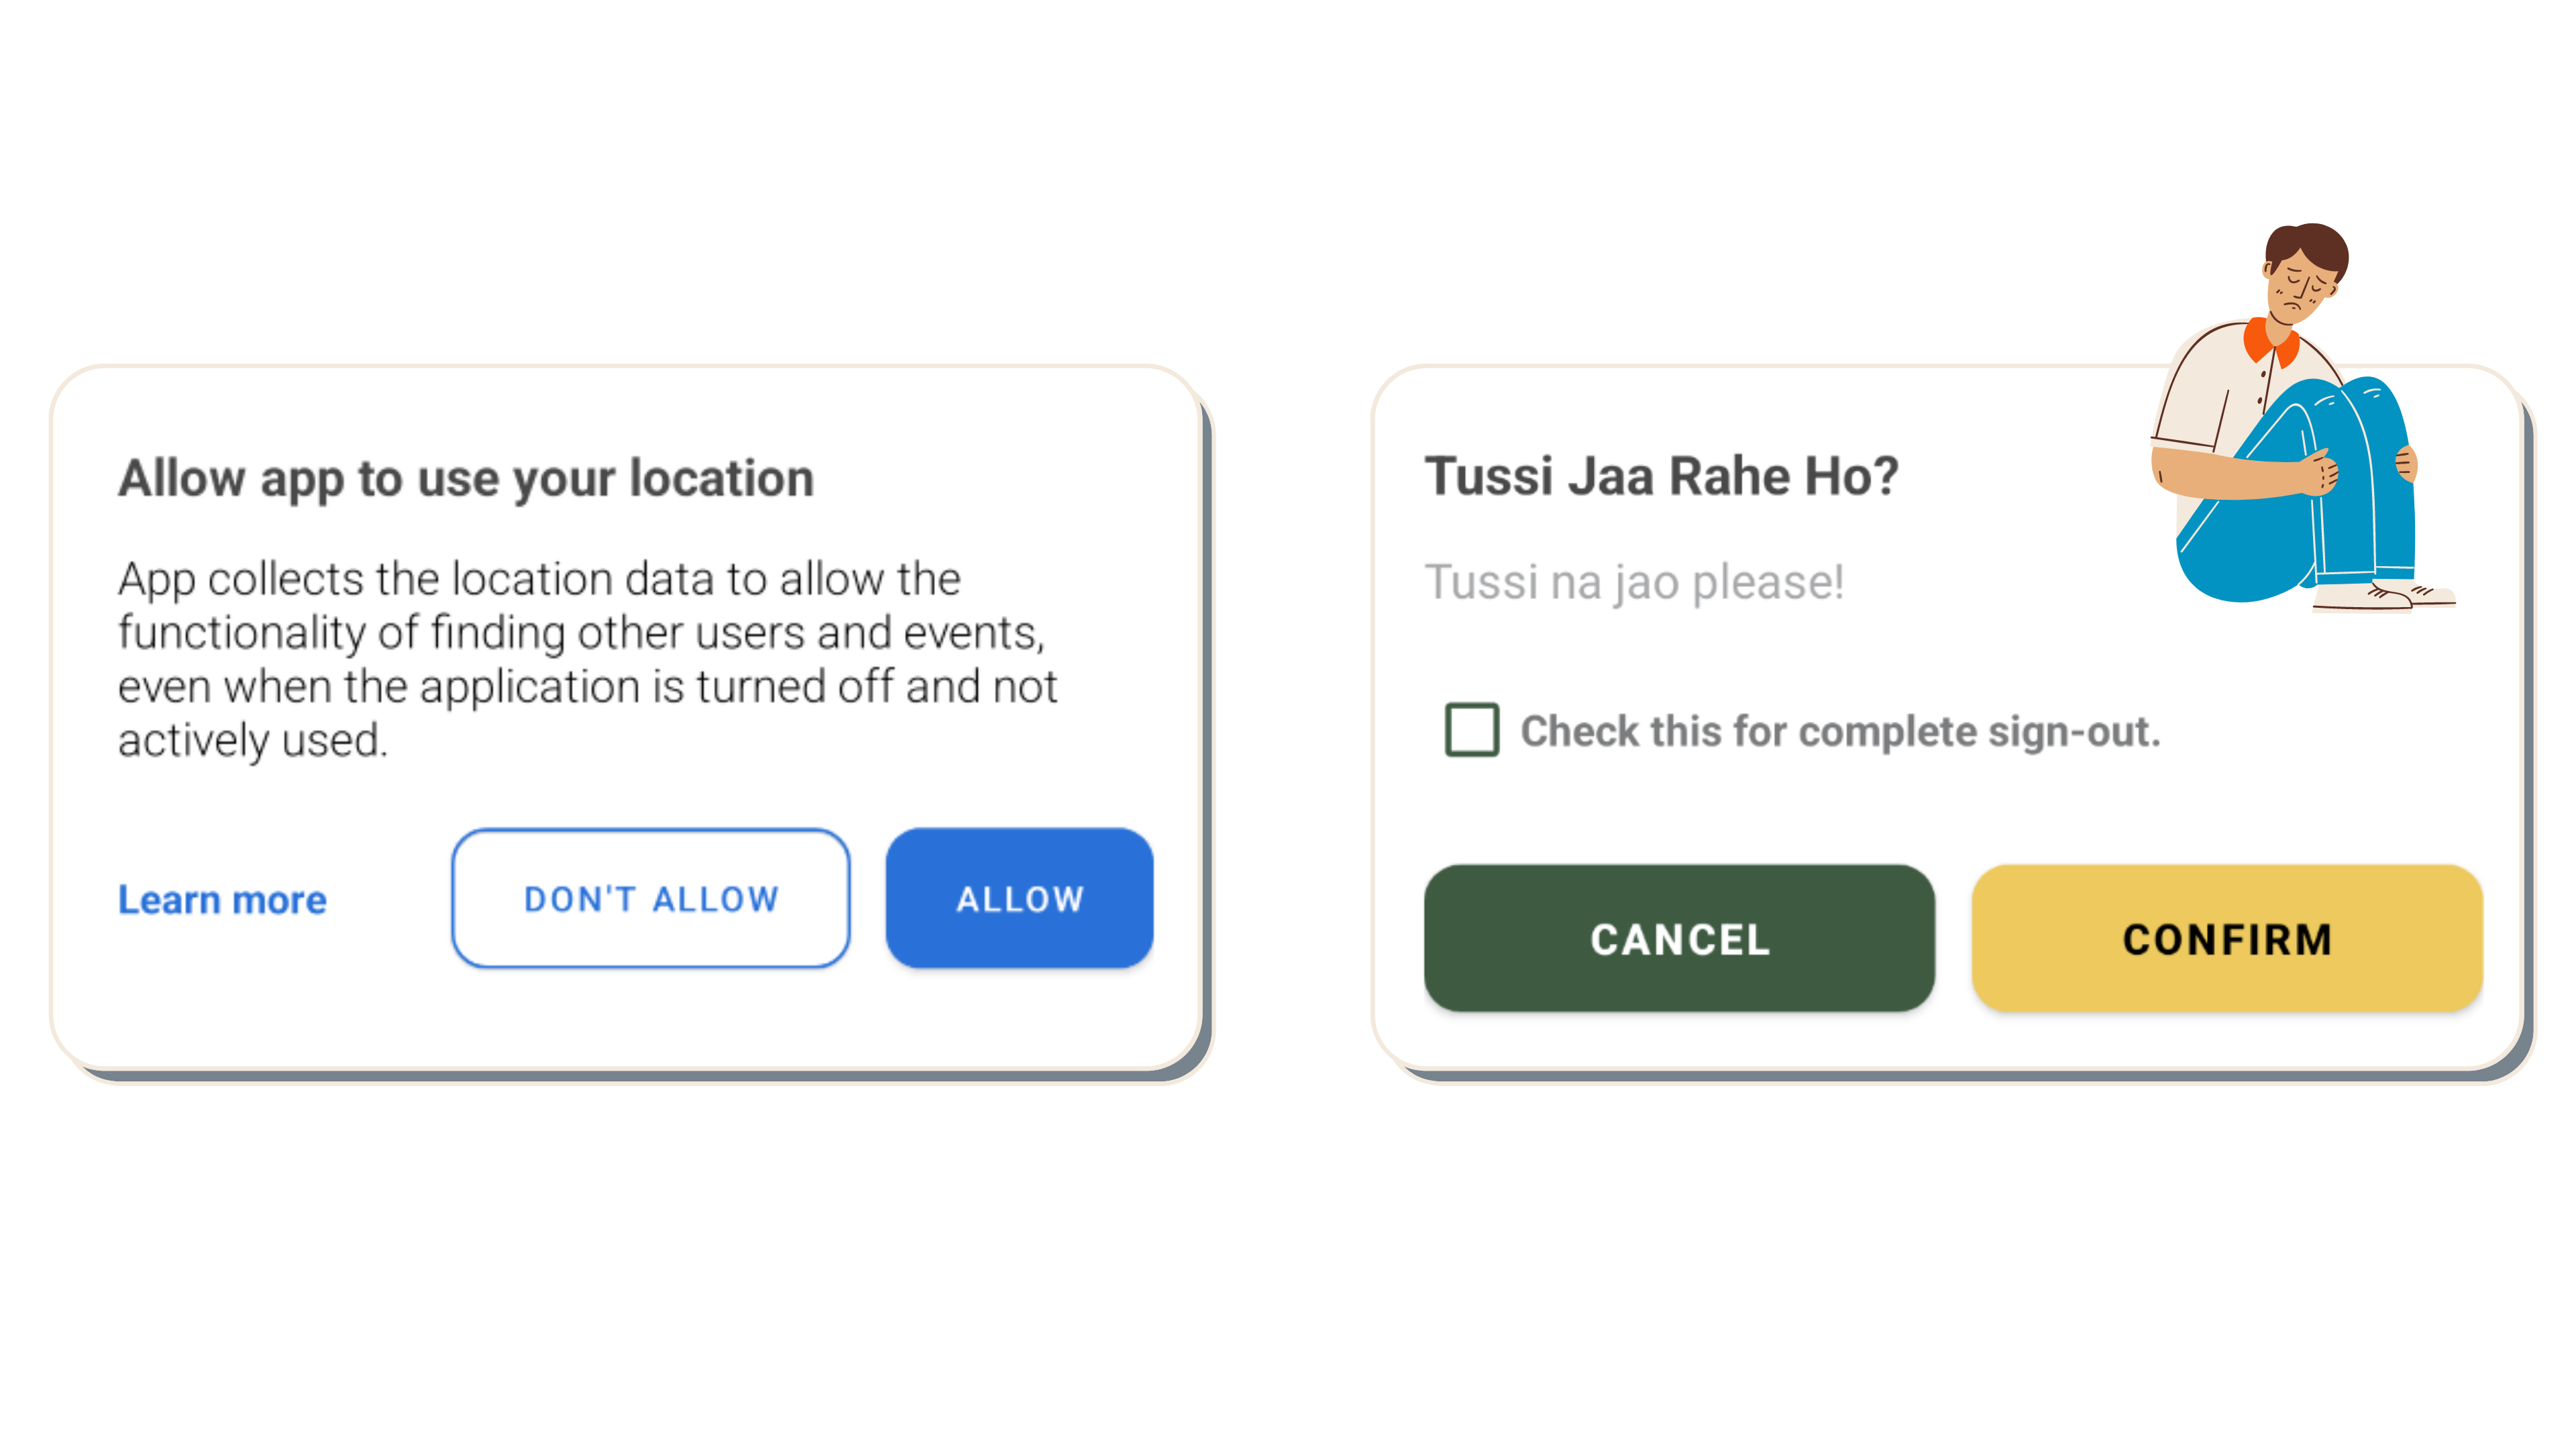 Allow app to use your location
App collects the location data to allow the
functionality of finding other users and events,
even when the application is turned off and not
actively used.
Learn more
DON'T ALLOW
ALLOW
Tussi Jaa Rahe Ho?
Tussi na jao please!
Check this for complete sign-out.
CANCEL
CONFIRM